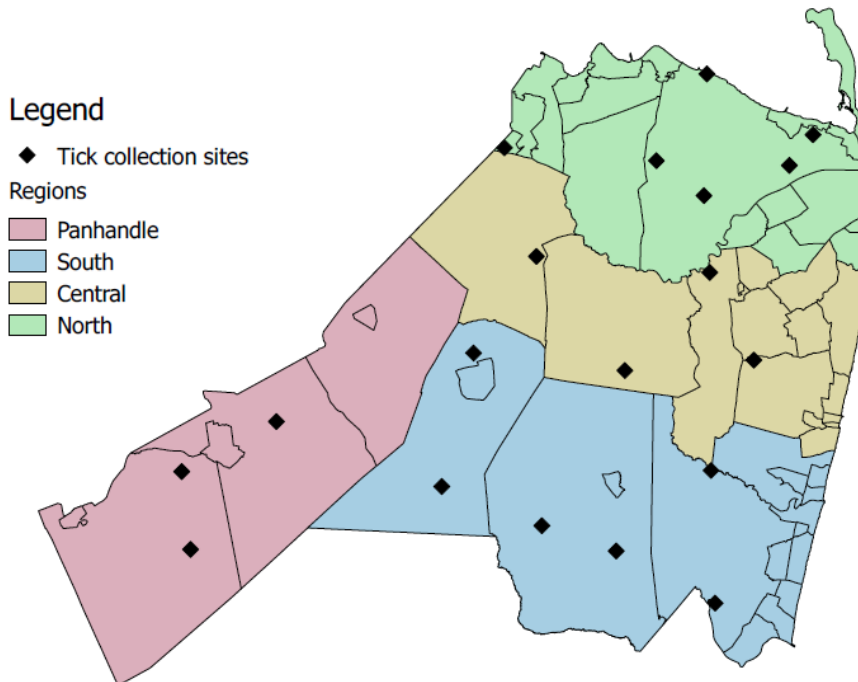 Legend
Tick collection sites
Regions
Panhandle
South
Central
North